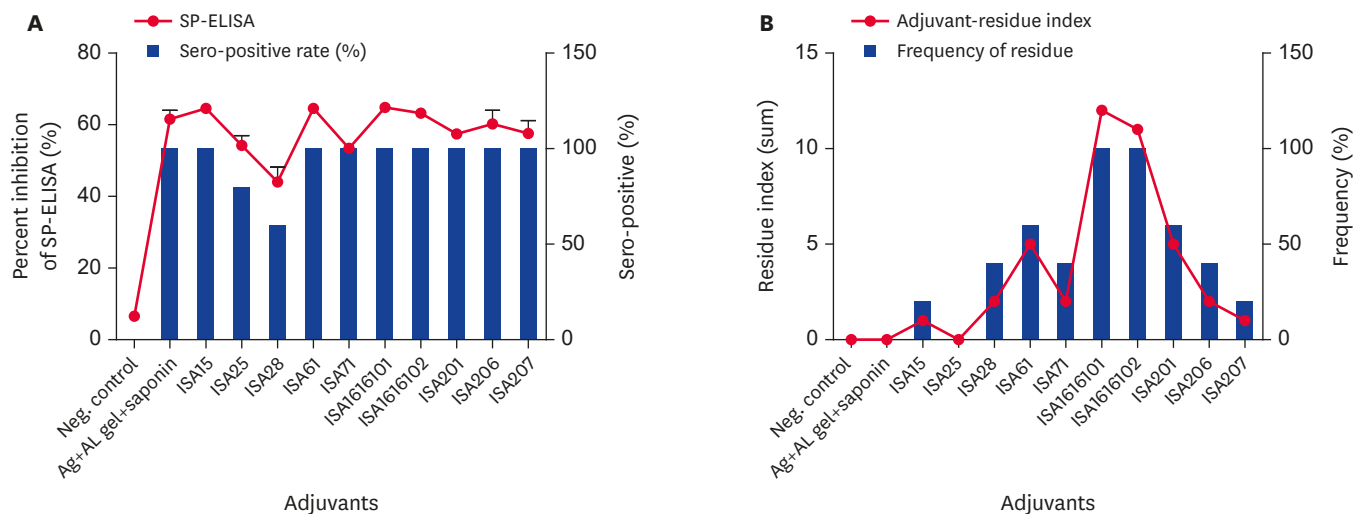 A
SP-ELISA
Sero-positive rate (%)
Percent inhibition
of SP-ELISA (%)
80
60
40
20
0
150
100
50
0
Sero-positive (%)
Neg. control
Ag+AL gel+saponin
ISA15
ISA25
ISA28
ISA61
ISA71
ISA1616101
ISA1616102
ISA201
ISA206
ISA207
Adjuvants
B
Adjuvant-residue index
Frequency of residue
Residue index (sum)
15
10
5
0
150
100
50
0
Frequency (%)
Neg. control
Ag+AL gel+saponin
ISA15
ISA25
ISA28
ISA61
ISA71
ISA1616101
ISA1616102
ISA201
ISA206
ISA207
Adjuvants